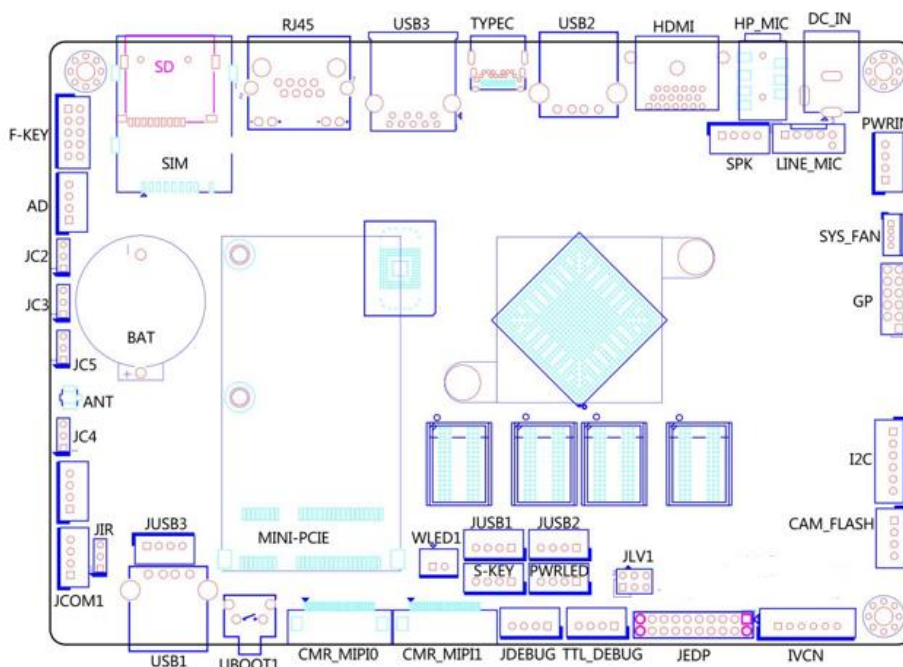 RJ45 USB3 TYPEC USB2 HDMI HP_MIC DC_IN
SD
F-KEY
SIM
SPK LINE_MIC
PWRIN
AD
SYS_FAN
JC2
JC3
GP
BAT
JC5
ANT
JC4
I2C
JUSB3
JIR
MINI-PCIE
WLED1
JUSB1 JUSB2
CAM_FLASH
S-KEY PWRLED
JLV1
JCOM1
USB1 UBOOT1 CMR_MIPI0 CMR_MIPI1 JDEBUG TTL_DEBUG JEDP IVCN